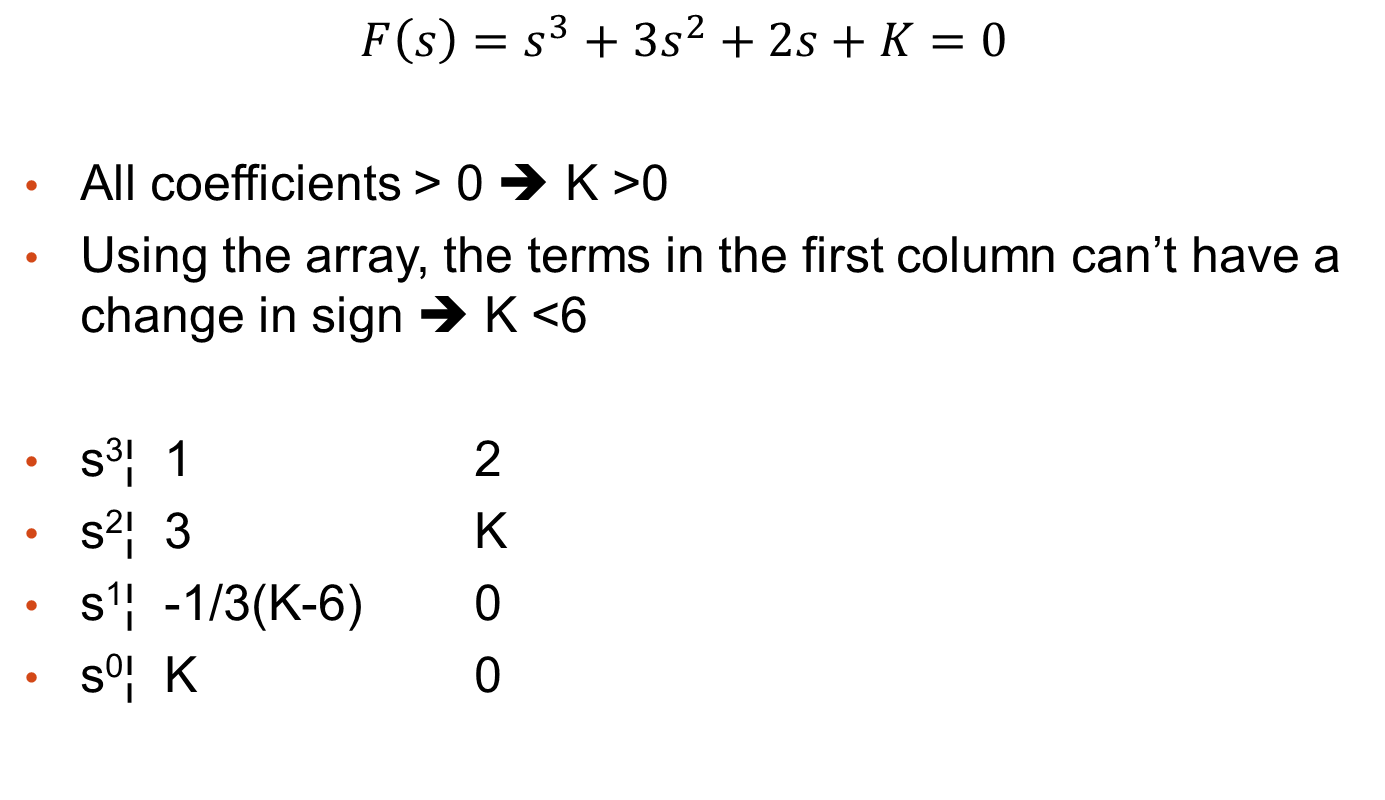 F(s) = s³ + 3s² + 2s + K = 0
• All coefficients > 0 ➔ K >0
• Using the array, the terms in the first column can’t have a
change in sign ➔ K <6
• s³¦ 1 2
• s²¦ 3 K
• s¹¦ -1/3(K-6) 0
• s⁰¦ K 0